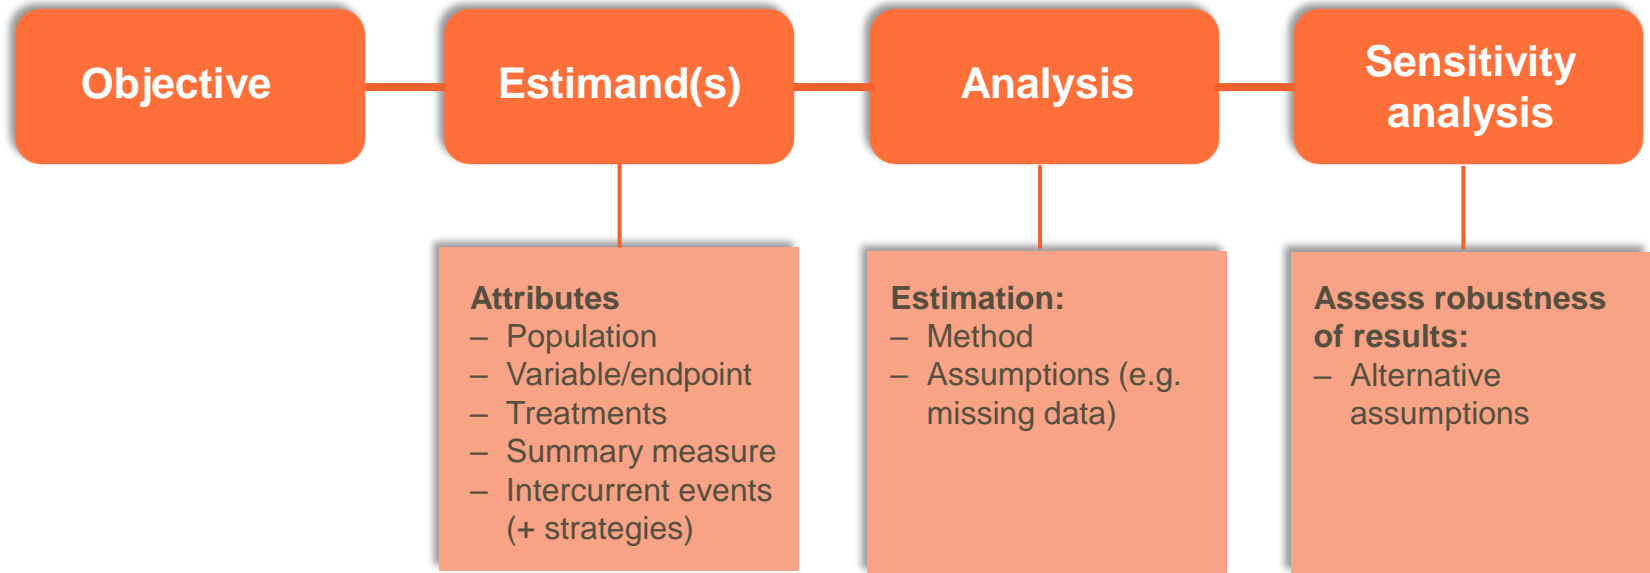 Objective
Estimand(s)
Analysis
Sensitivity
analysis
Attributes
– Population
– Variable/endpoint
– Treatments
– Summary measure
– Intercurrent events
(+ strategies)
Estimation:
– Method
– Assumptions (e.g.
missing data)
Assess robustness
of results:
– Alternative
assumptions